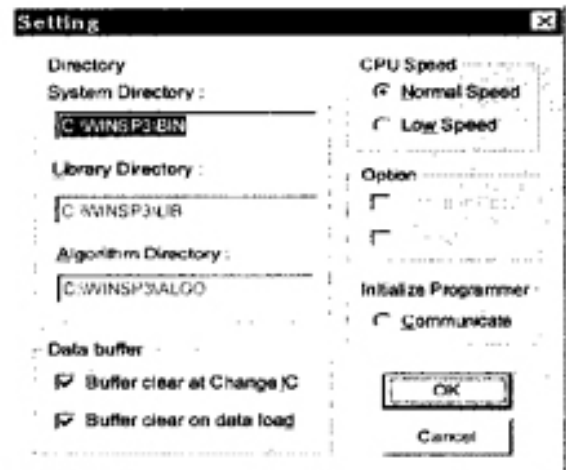 Setting
Directory
System Directory :
C:\WINSP3\BIN
Library Directory :
C:\WINSP3\LIB
Algorithm Directory :
C:\WINSP3\ALGO
Data buffer
Buffer clear at Change IC
Buffer clear on data load
CPU Speed
Normal Speed
Low Speed
Option
Initialize Programmer
Communicate
OK
Cancel